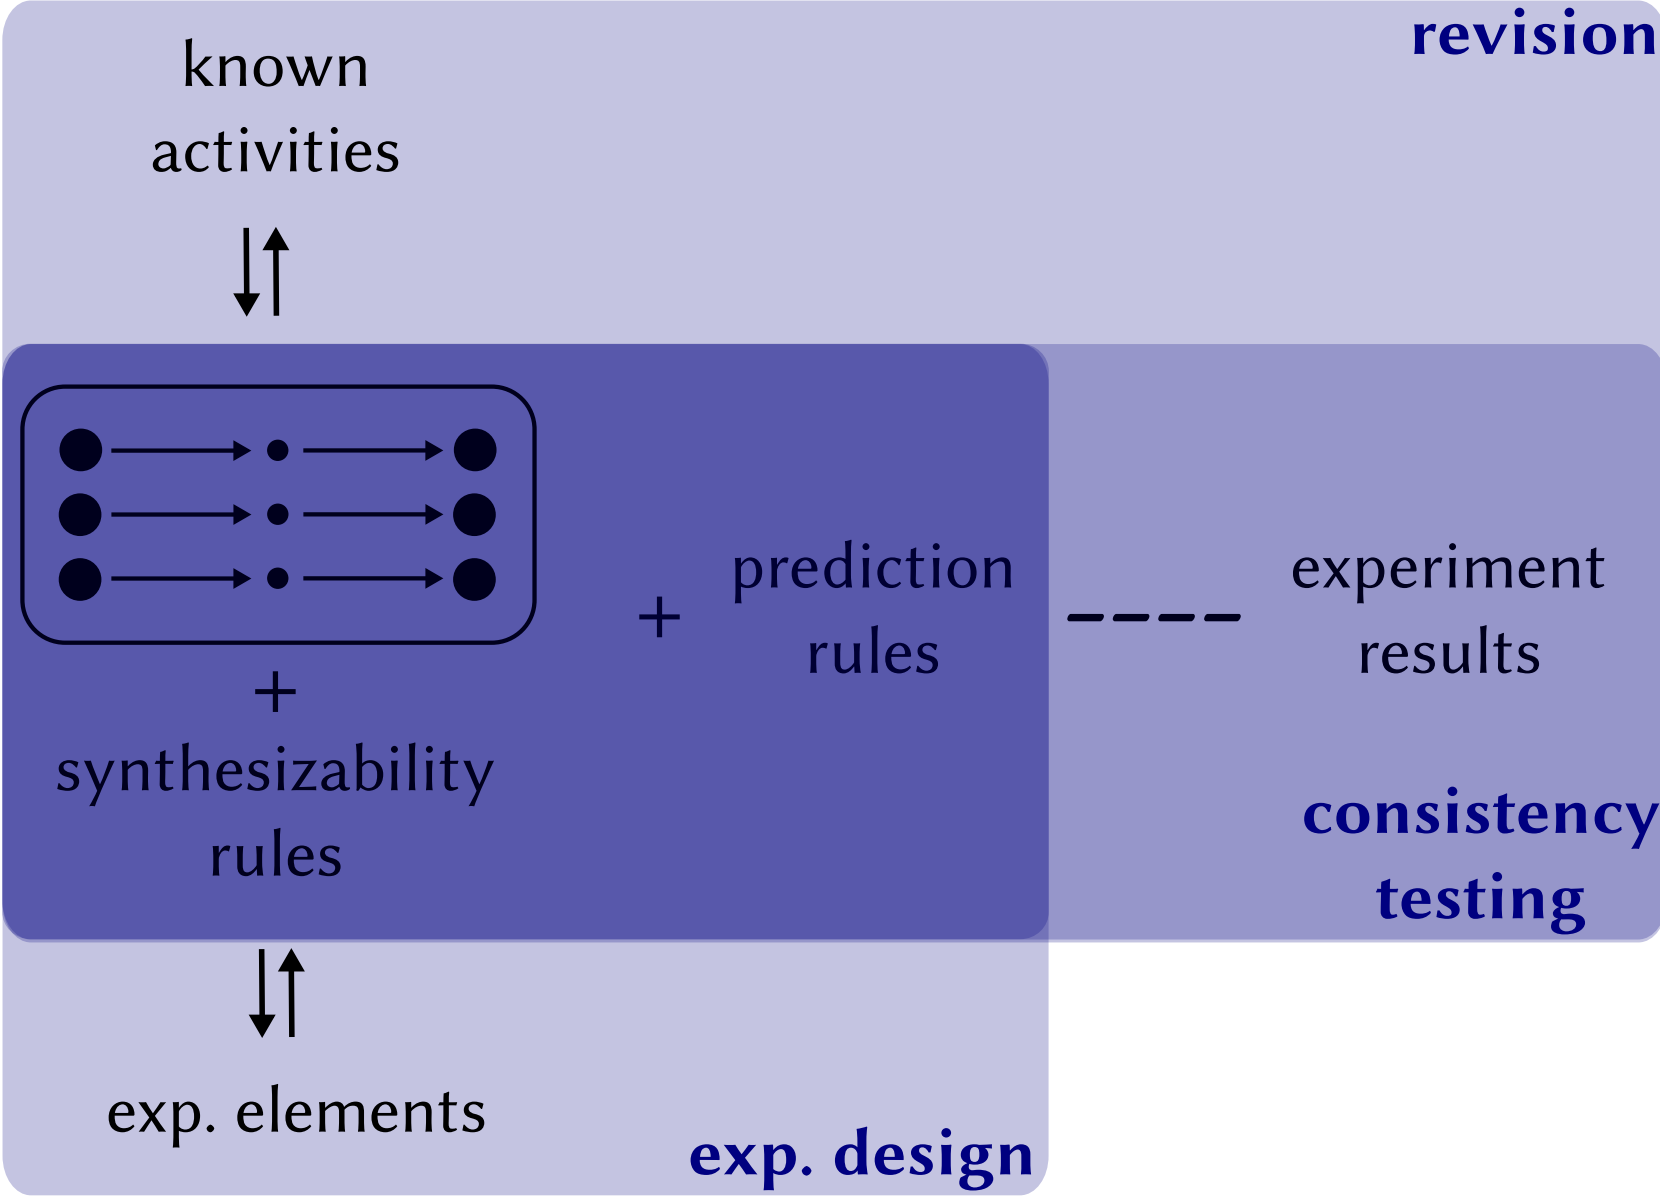 revision
known
activities
+
prediction
rules
experiment
results
+
synthesizability
rules
consistency
testing
exp. elements
exp. design